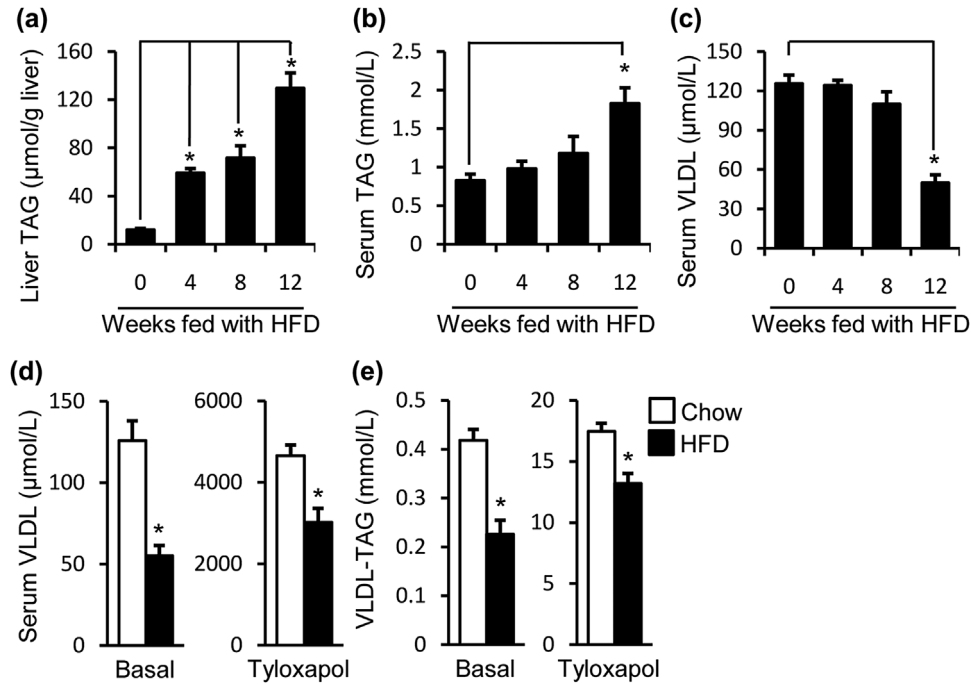 (a)
(b)
(c)
Liver TAG (μmol/g liver)
160
120
80
40
0
*
*
*
0 4 8 12
Weeks fed with HFD
Serum TAG (mmol/L)
2.5
2
1.5
1
0.5
0
*
0 4 8 12
Weeks fed with HFD
Serum VLDL (μmol/L)
150
120
90
60
30
0
*
0 4 8 12
Weeks fed with HFD
(d)
Serum VLDL (μmol/L)
150
100
50
0
*
Basal
6000
4000
2000
0
*
Tyloxapol
(e)
VLDL-TAG (mmol/L)
0.5
0.4
0.3
0.2
0.1
0
*
Basal
20
15
10
5
0
*
Tyloxapol
Chow
HFD